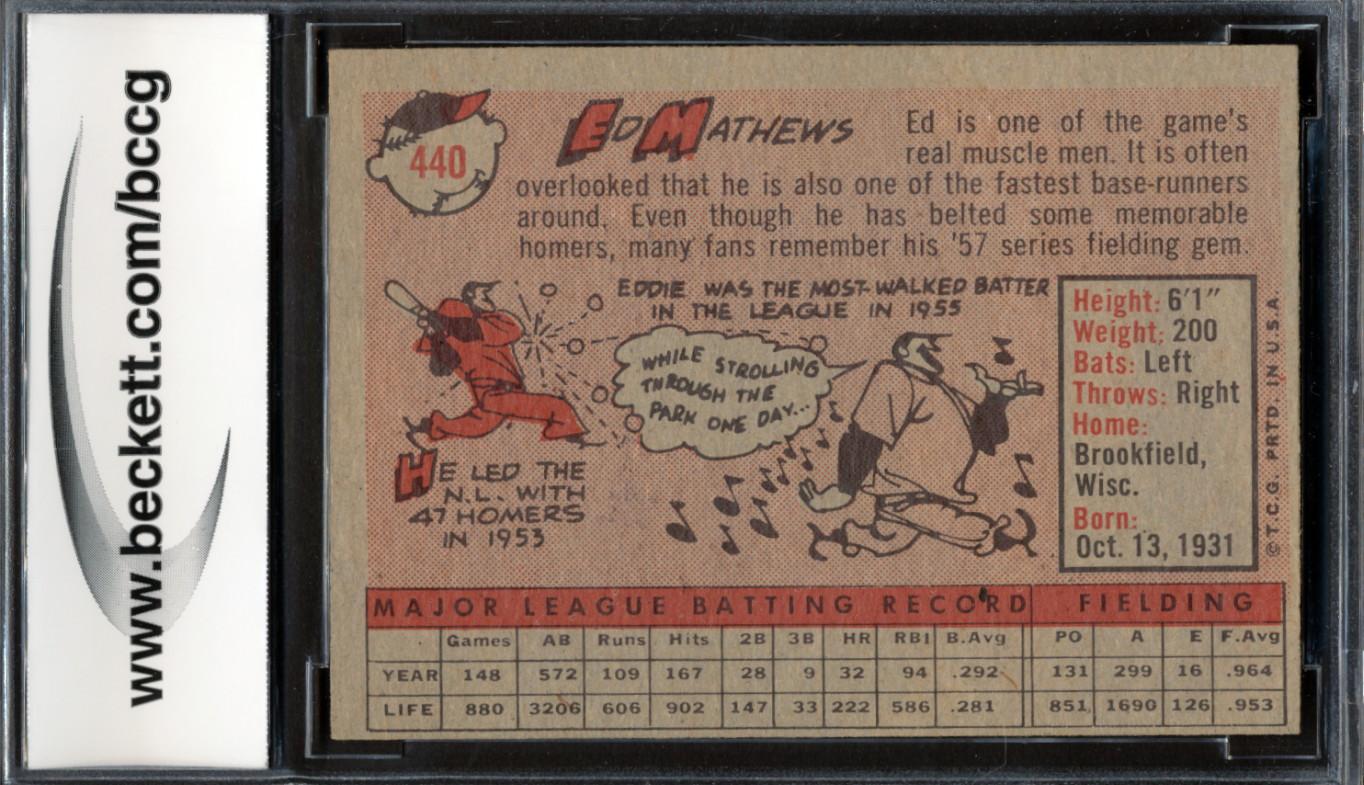 www.beckett.com/bccg
440
ED MATHEWS
Ed is one of the game's
real muscle men. It is often
overlooked that he is also one of the fastest base-runners
around. Even though he has belted some memorable
homers, many fans remember his '57 series fielding gem.
EDDIE WAS THE MOST-WALKED BATTER
IN THE LEAGUE IN 1955
WHILE STROLLING
THROUGH THE
PARK ONE DAY...
HE LED THE
N.L. WITH
47 HOMERS
IN 1953
Height: 6'1"
Weight: 200
Bats: Left
Throws: Right
Home:
Brookfield,
Wisc.
Born:
Oct. 13, 1931
©T.C.G. PRTD. IN U.S.A.
MAJOR LEAGUE BATTING RECORD FIELDING
Games AB Runs Hits 2B 3B HR RBI B.Avg PO A E F.Avg
YEAR 148 572 109 167 28 9 32 94 .292 131 299 16 .964
LIFE 880 3206 606 902 147 33 222 586 .281 851 1690 126 .953